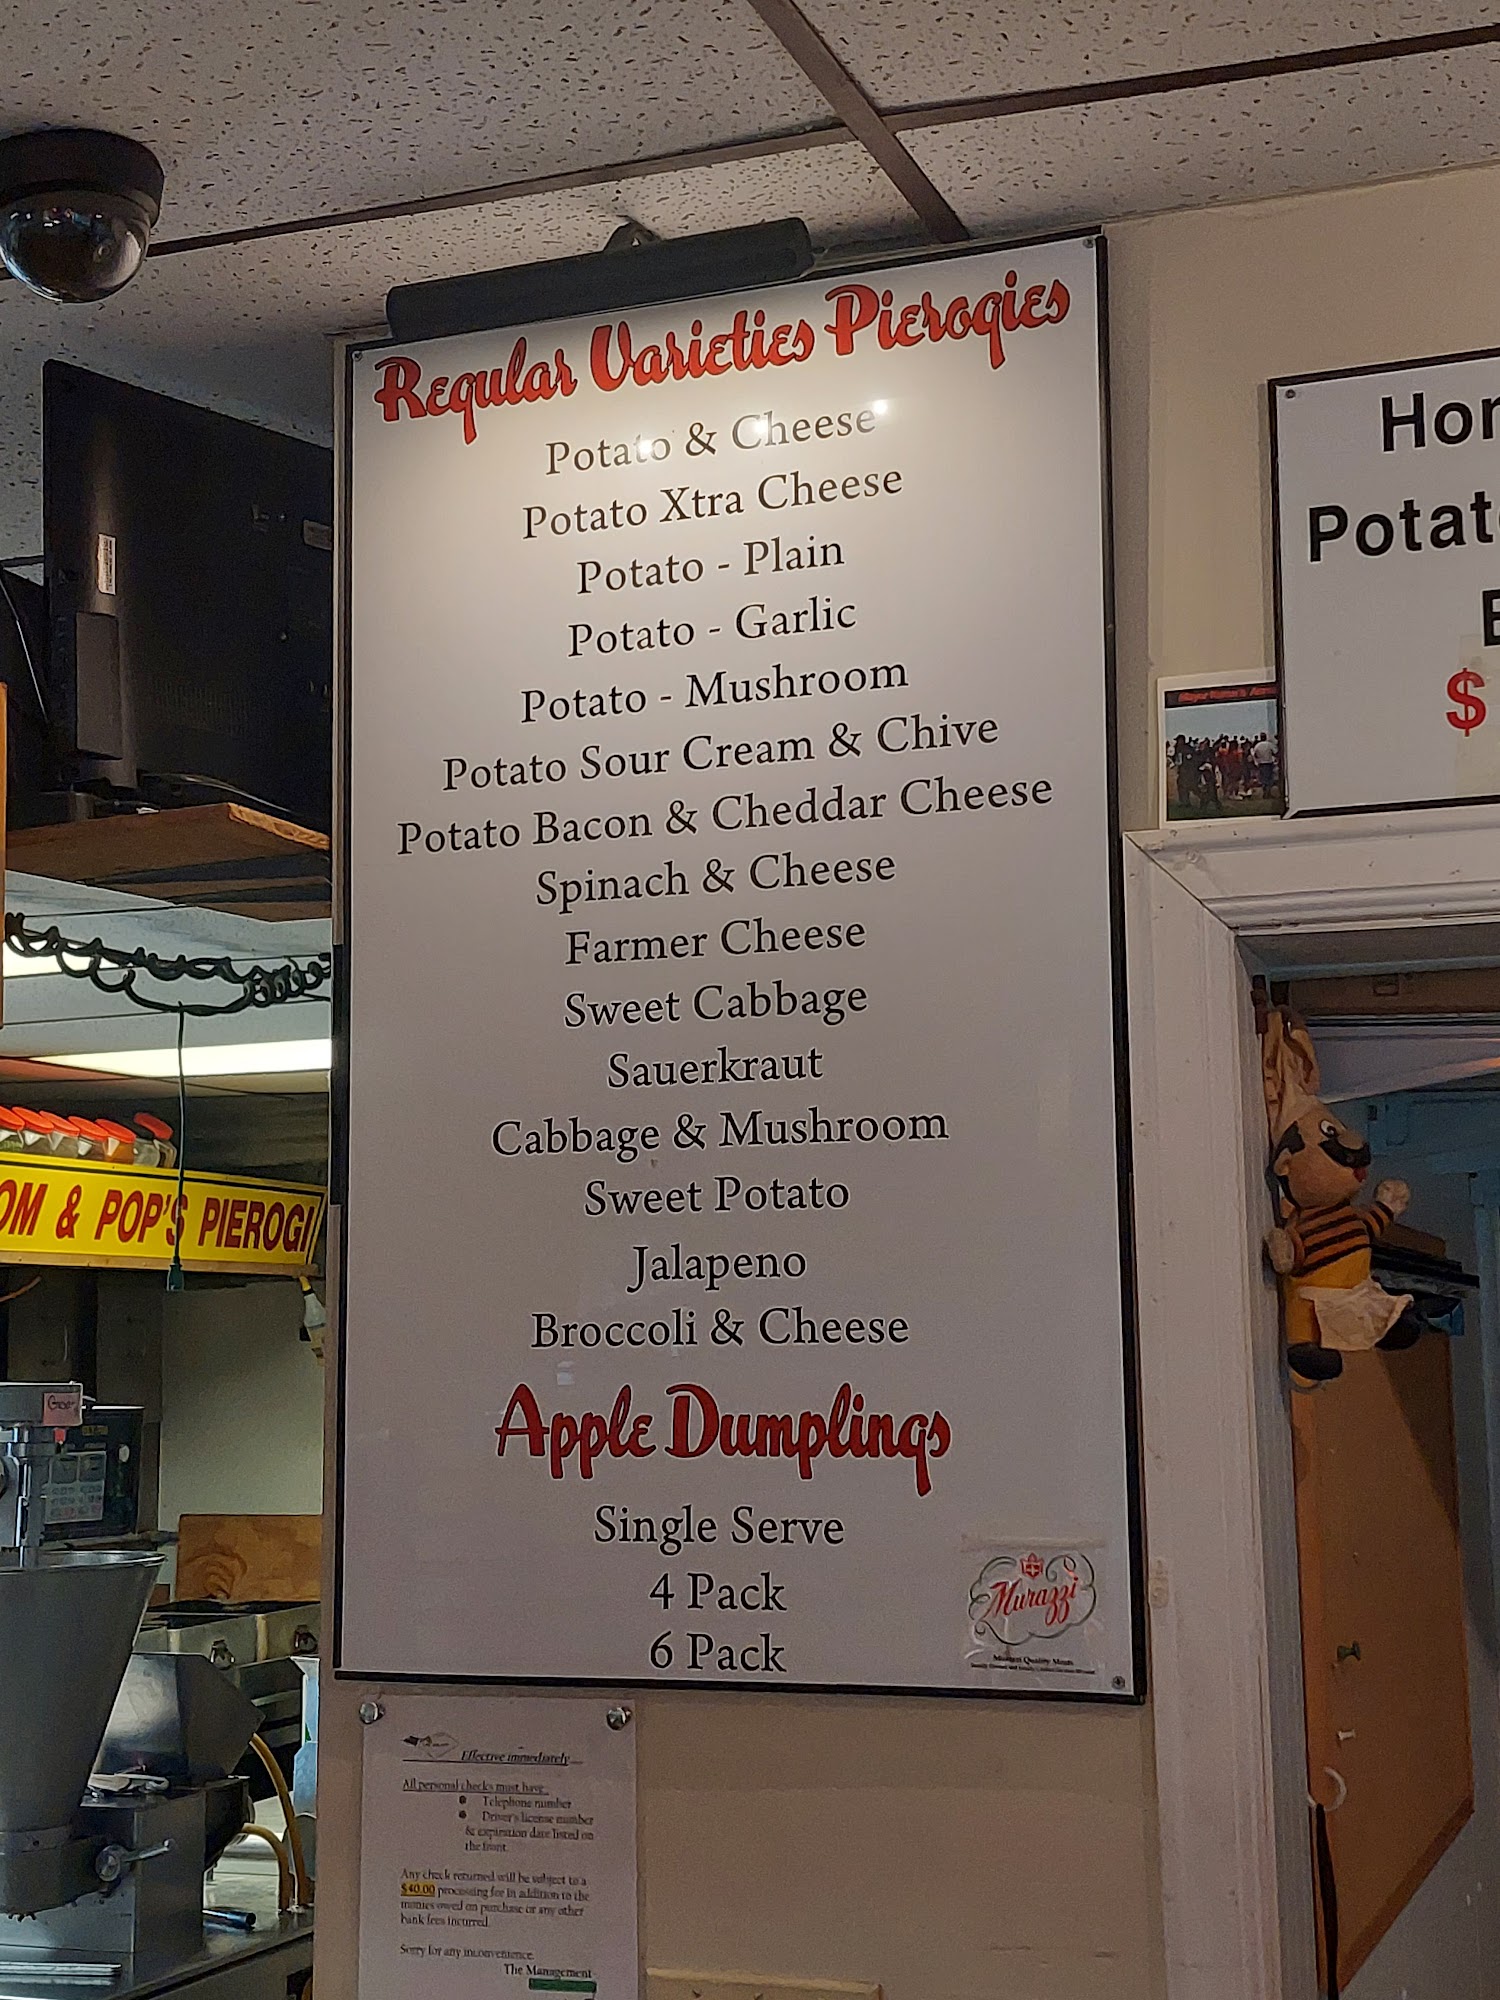 Regular Varieties Pierogies
Potato & Cheese
Potato Xtra Cheese
Potato - Plain
Potato - Garlic
Potato - Mushroom
Potato Sour Cream & Chive
Potato Bacon & Cheddar Cheese
Spinach & Cheese
Farmer Cheese
Sweet Cabbage
Sauerkraut
Cabbage & Mushroom
Sweet Potato
Jalapeno
Broccoli & Cheese
Apple Dumplings
Single Serve
4 Pack
6 Pack
Murazzi
Quality Meats
Hom
Potato
$
OM & POP'S PIEROGI
Effective immediately
All personal checks must have
Telephone number
Driver's license number
& expiration date listed on
the front.
Any check returned will be subject to a
$40.00 processing fee in addition to the
monies owed on purchase or any other
bank fees incurred.
Sorry for any inconvenience.
The Management